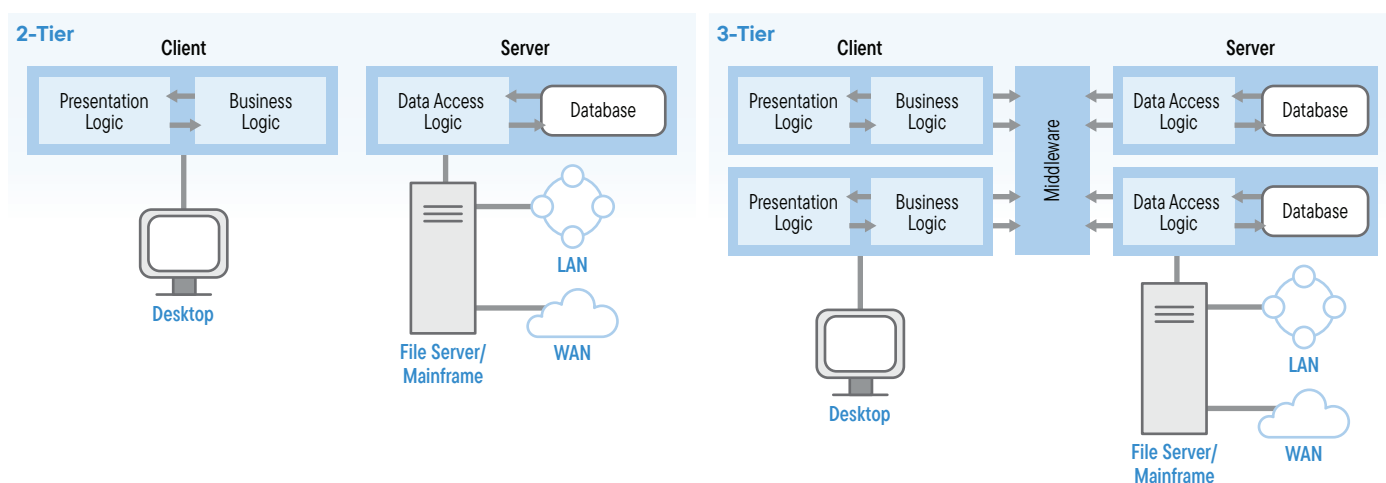 2-Tier
Client
Server
Presentation
Logic
Business
Logic
Data Access
Logic
Database
Desktop
LAN
WAN
File Server/
Mainframe
3-Tier
Client
Server
Presentation
Logic
Business
Logic
Middleware
Data Access
Logic
Database
Presentation
Logic
Business
Logic
Data Access
Logic
Database
Desktop
LAN
WAN
File Server/
Mainframe